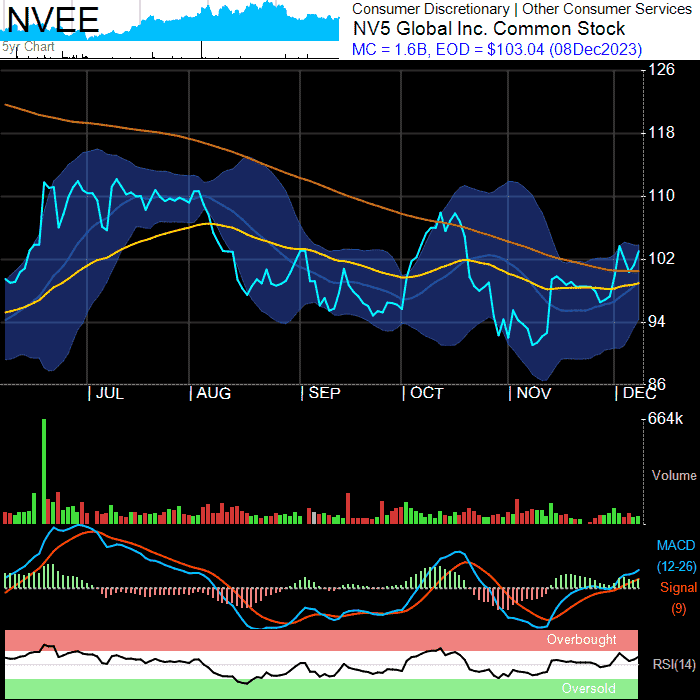 NVEE
5yr Chart
Consumer Discretionary | Other Consumer Services
NV5 Global Inc. Common Stock
MC = 1.6B, EOD = $103.04 (08Dec2023)
126
118
110
102
94
86
JUL
AUG
SEP
OCT
NOV
DEC
664k
Volume
MACD
(12-26)
Signal
(9)
Overbought
RSI(14)
Oversold